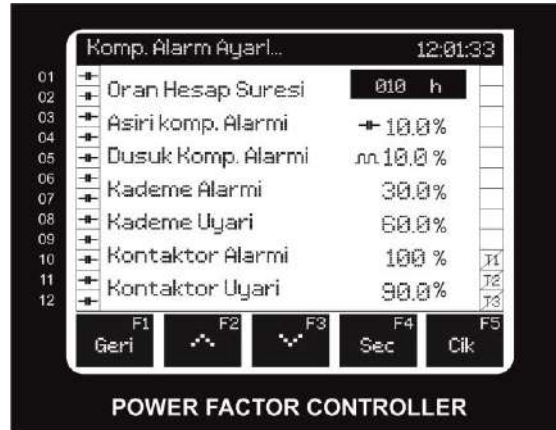 Komp. Alarm Ayari... 12:01:33
01
02
03
04
05
06
07
08
09
10
11
12
Oran Hesap Suresi 010 h
Asiri komp. Alarmi 10.0%
Dusuk Komp. Alarmi 10.0 %
Kademe Alarmi 30.0%
Kademe Uyari 60.0%
Kontaktor Alarmi 100 %
Kontaktor Uyari 90.0%
T1
T2
T3
F1 F2 F3 F4 F5
Geri Sec Cik
POWER FACTOR CONTROLLER